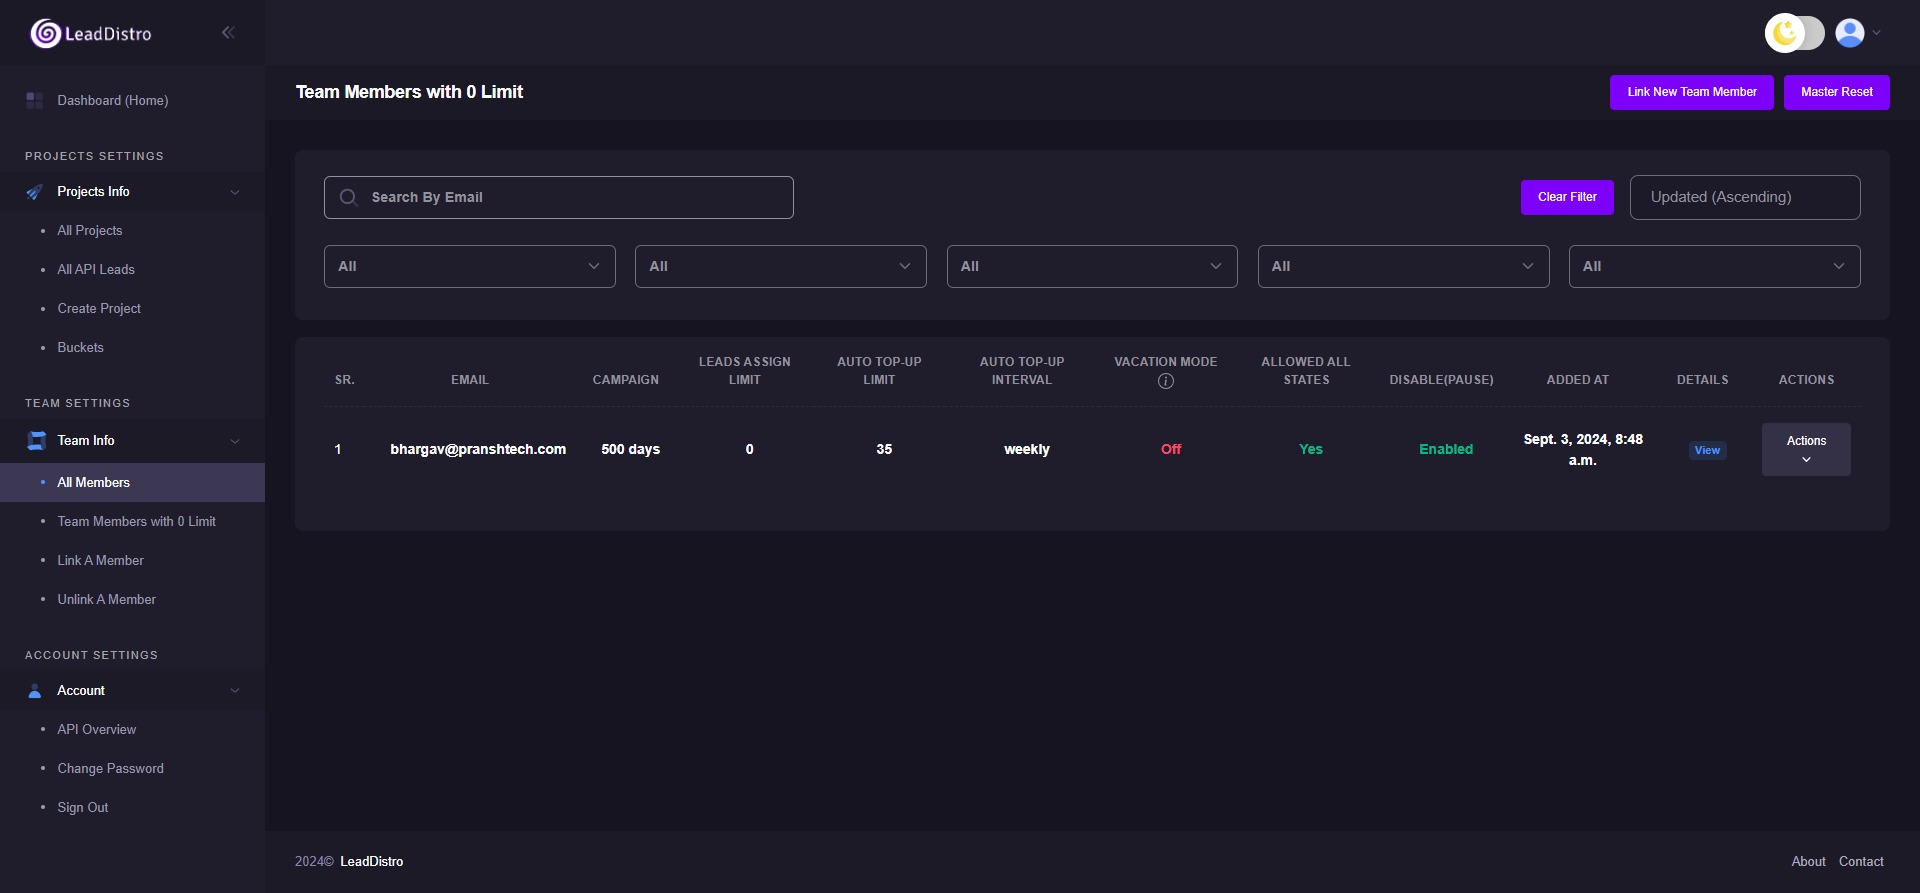 LeadDistro
Dashboard (Home)
PROJECTS SETTINGS
Projects Info
All Projects
All API Leads
Create Project
Buckets
TEAM SETTINGS
Team Info
All Members
Team Members with 0 Limit
Link A Member
Unlink A Member
ACCOUNT SETTINGS
Account
API Overview
Change Password
Sign Out
Team Members with 0 Limit
Link New Team Member
Master Reset
Search By Email
Clear Filter
Updated (Ascending)
All All All All All
SR. EMAIL CAMPAIGN LEADS ASSIGN LIMIT AUTO TOP-UP LIMIT AUTO TOP-UP INTERVAL VACATION MODE ALLOWED ALL STATES DISABLE(PAUSE) ADDED AT DETAILS ACTIONS
1 bhargav@pranshtech.com 500 days 0 35 weekly Off Yes Enabled Sept. 3, 2024, 8:48 a.m. View Actions
2024© LeadDistro
About Contact